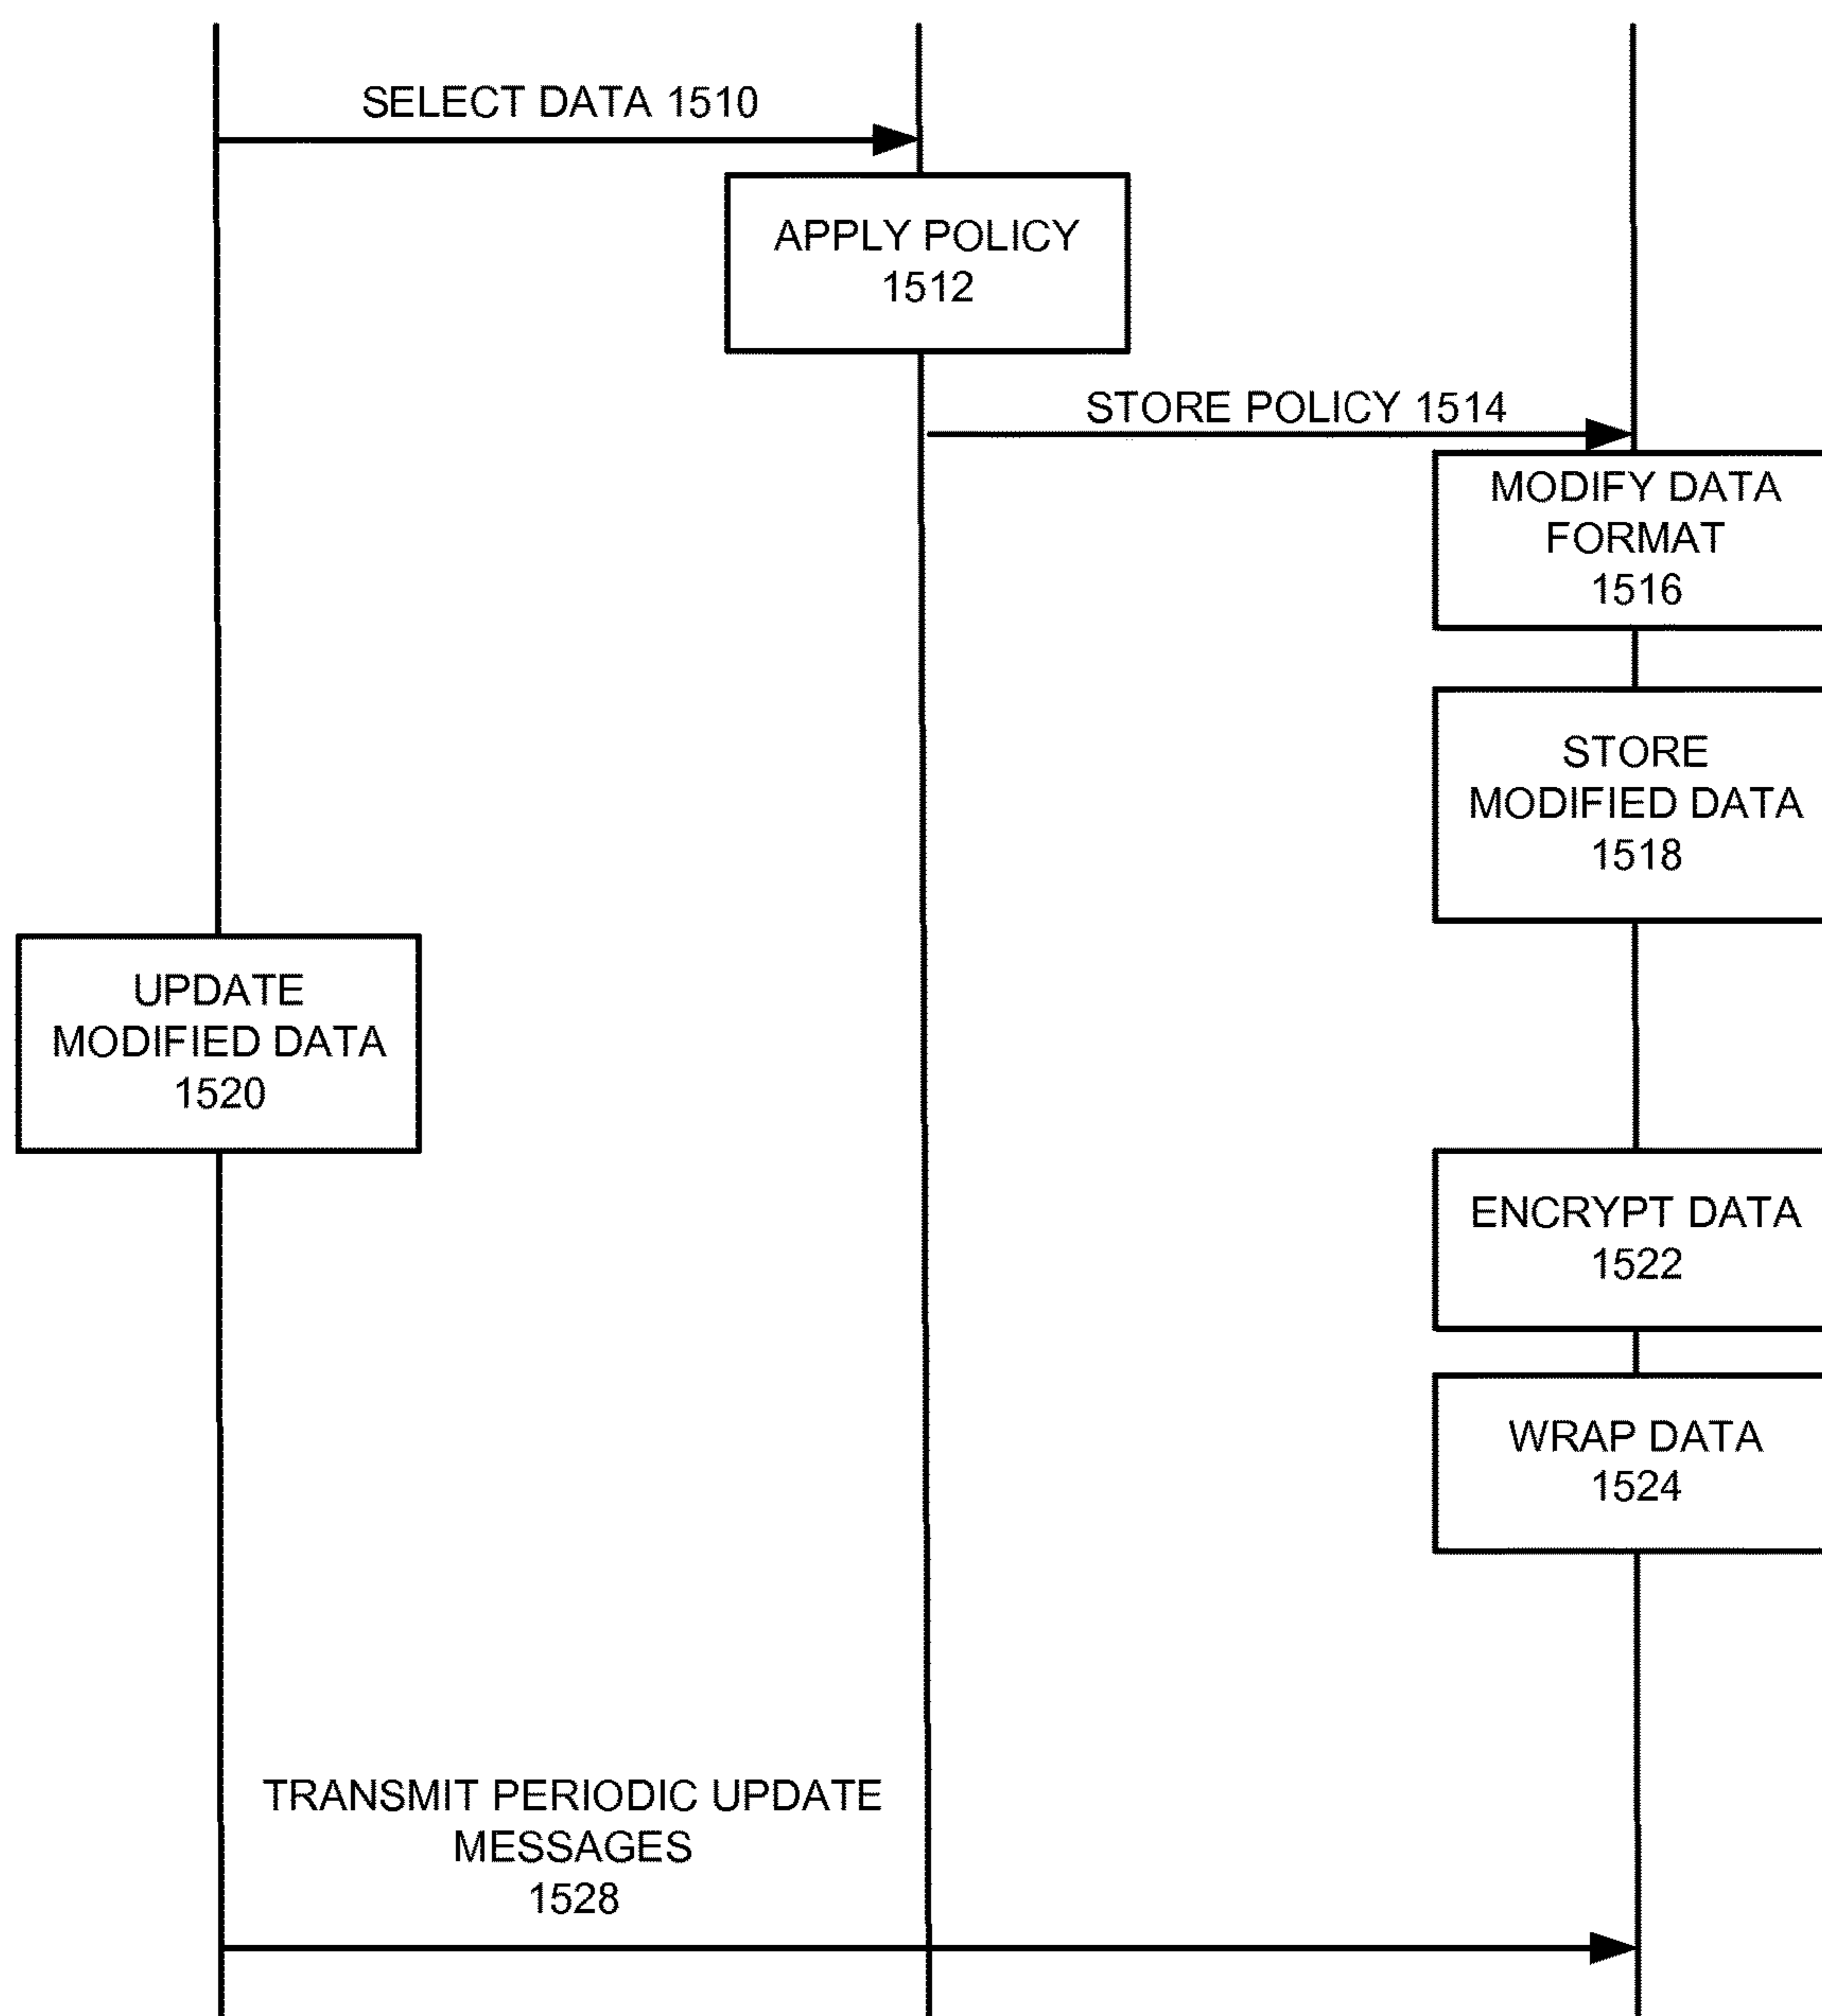 SELECT DATA 1510
APPLY POLICY
1512
STORE POLICY 1514
MODIFY DATA
FORMAT
1516
STORE
MODIFIED DATA
1518
UPDATE
MODIFIED DATA
1520
ENCRYPT DATA
1522
WRAP DATA
1524
TRANSMIT PERIODIC UPDATE
MESSAGES
1528